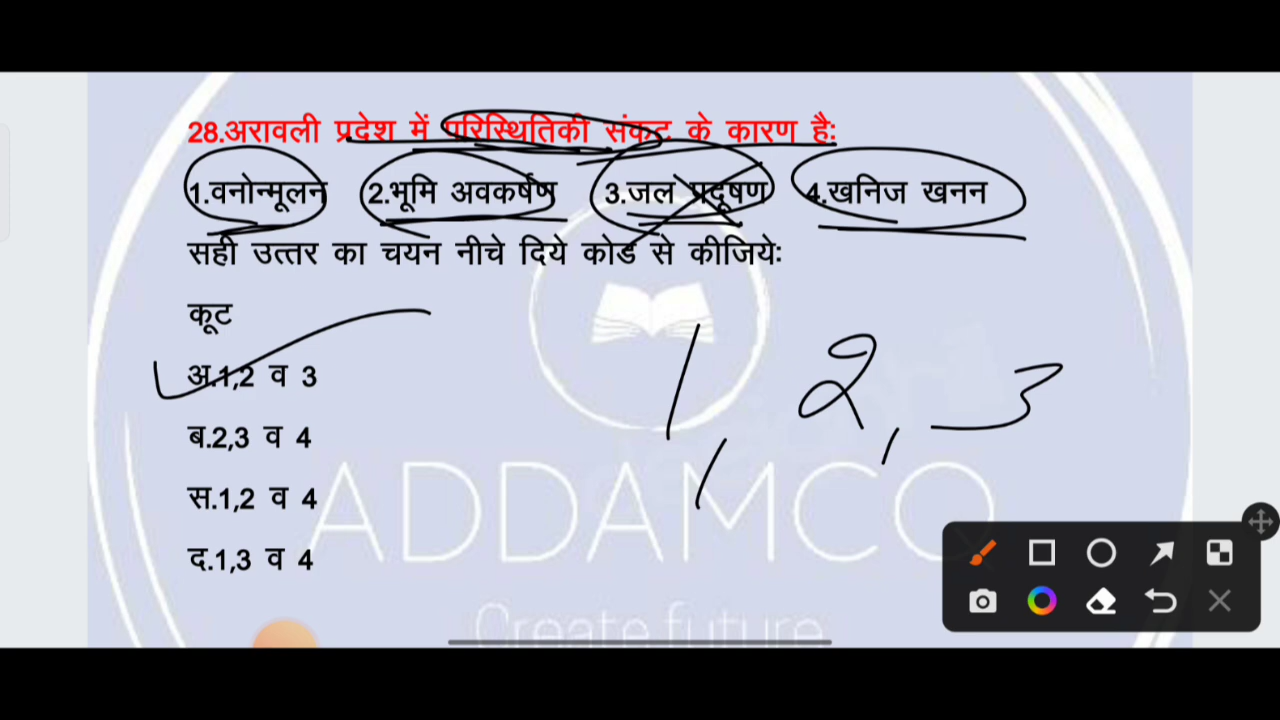 28.अरावली प्रदेश में परिस्थितिकी संकट के कारण हैः
1.वनोन्मूलन 2.भूमि अवकर्षण 3.जल प्रदूषण 4.खनिज खनन
सही उत्तर का चयन नीचे दिये कोड से कीजियेः
कूट
अ.1,2 व 3
ब.2,3 व 4
स.1,2 व 4
द.1,3 व 4
1, 2, 3
ADDAMCO
Create future